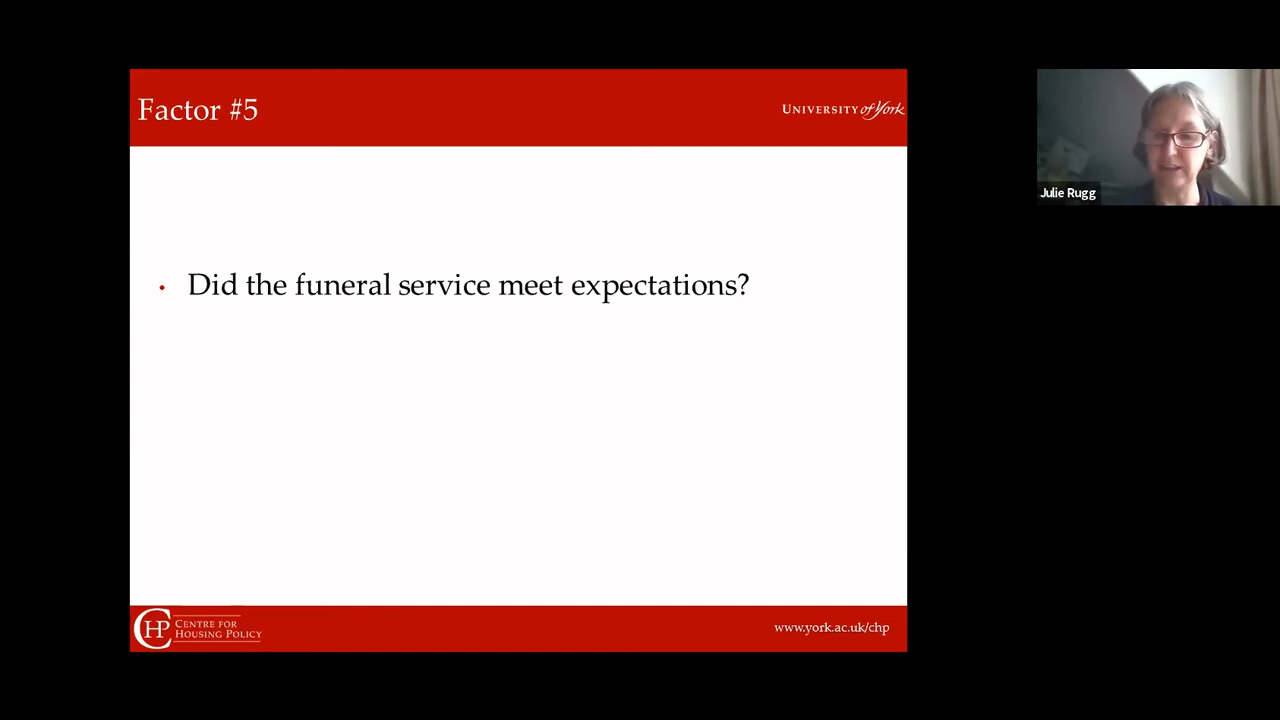 Factor #5
UNIVERSITY of York
Julie Rugg
• Did the funeral service meet expectations?
CHP
CENTRE FOR
HOUSING POLICY
www.york.ac.uk/chp